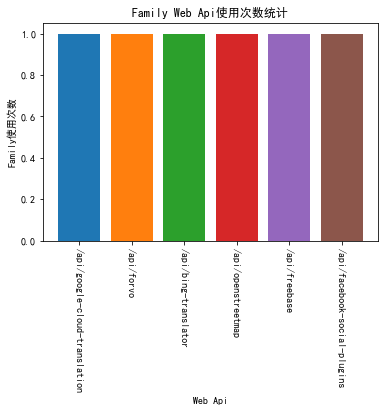 Family Web Api使用次数统计
Family使用次数
1.0
0.8
0.6
0.4
0.2
0.0
/api/google-cloud-translation
/api/forvo
/api/bing-translator
/api/openstreetmap
/api/freebase
/api/facebook-social-plugins
Web Api